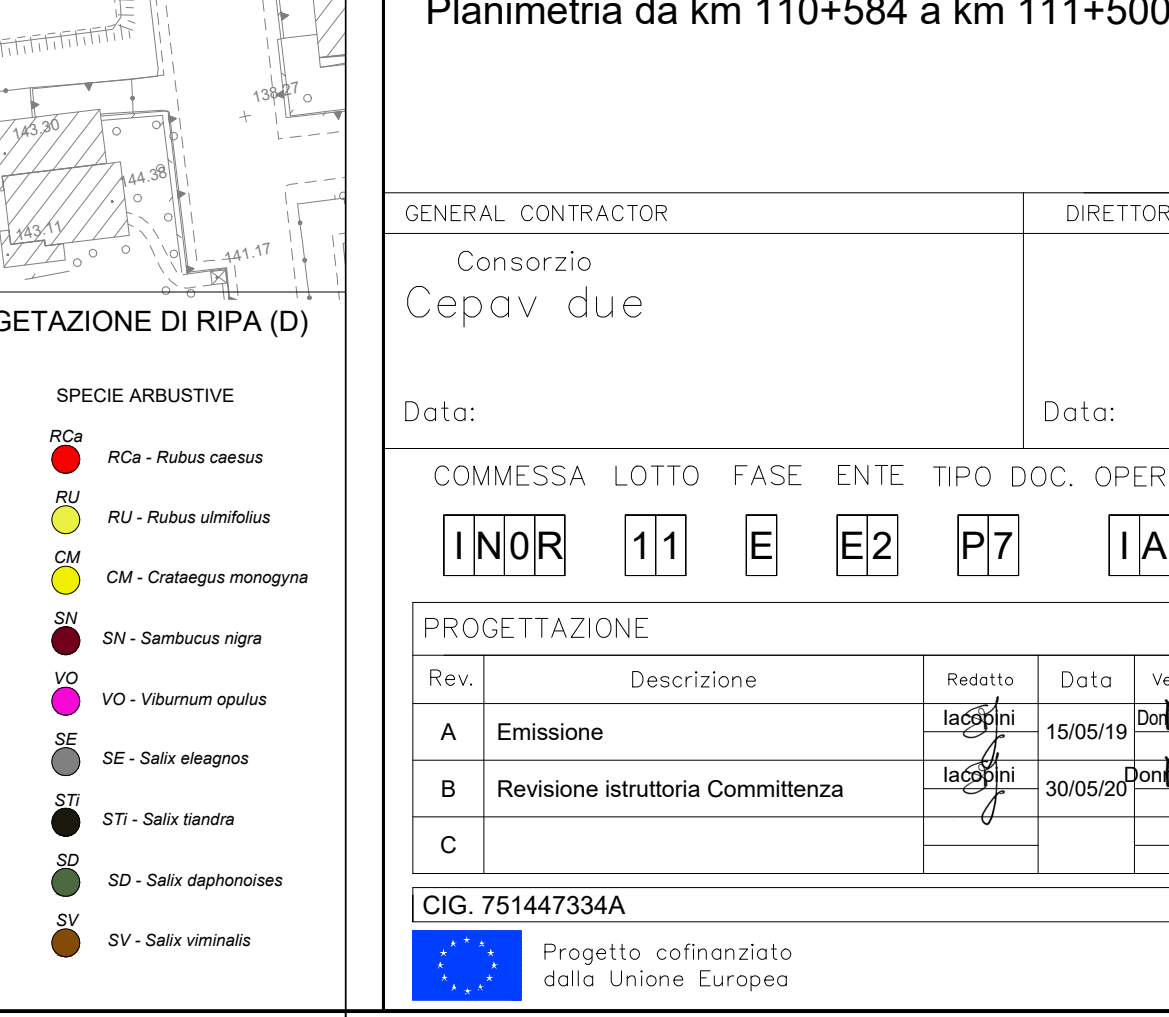 Planimetria da km 110+584 a km 111+500
138.27
143.30
144.38
143.11
141.17
GETAZIONE DI RIPA (D)
SPECIE ARBUSTIVE
RCa
RCa - Rubus caesus
RU
RU - Rubus ulmifolius
CM
CM - Crataegus monogyna
SN
SN - Sambucus nigra
VO
VO - Viburnum opulus
SE
SE - Salix eleagnos
STi
STi - Salix tiandra
SD
SD - Salix daphonoises
SV
SV - Salix viminalis
GENERAL CONTRACTOR
DIRETTOR
Consorzio
Cepav due
Data:
Data:
COMMESSA LOTTO FASE ENTE TIPO DOC. OPER
IN0R 11 E E2 P7 IA
PROGETTAZIONE
Rev. Descrizione Redatto Data Ve
A Emissione Iacopini 15/05/19 Don
B Revisione istruttoria Committenza Iacopini 30/05/20 Don
C
CIG. 751447334A
Progetto cofinanziato
dalla Unione Europea